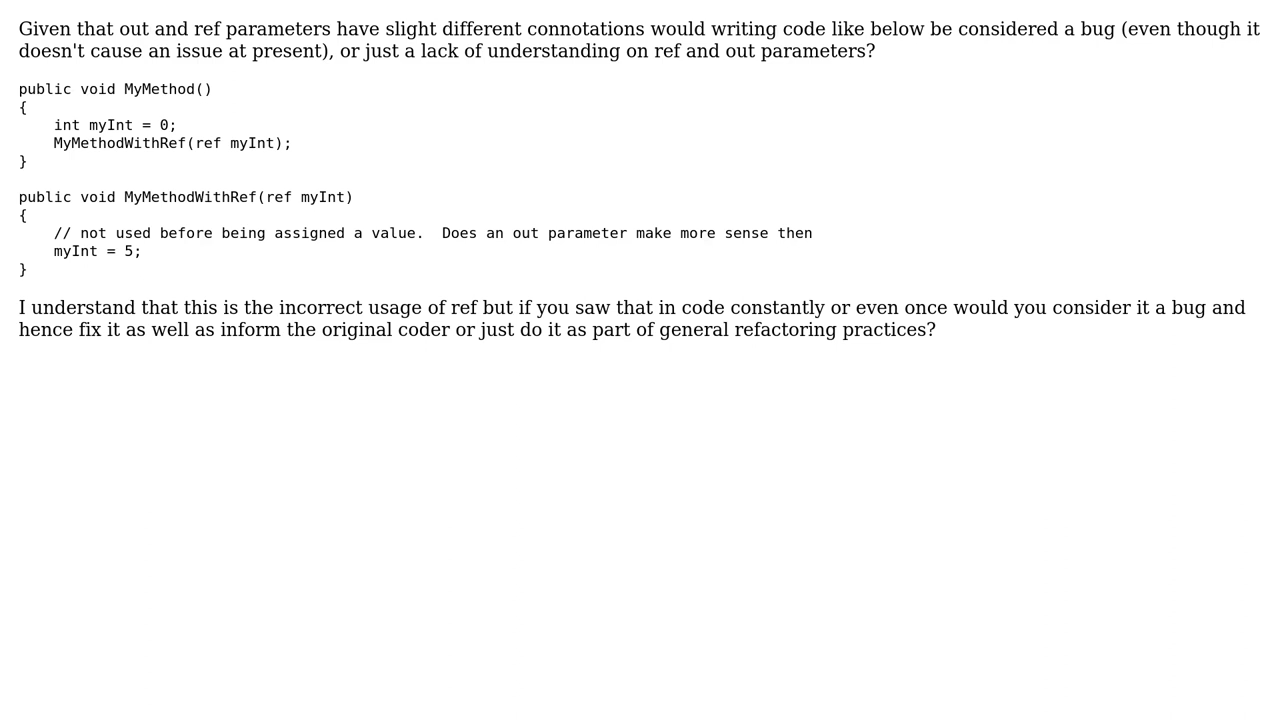 Given that out and ref parameters have slight different connotations would writing code like below be considered a bug (even though it
doesn't cause an issue at present), or just a lack of understanding on ref and out parameters?
public void MyMethod()
{
    int myInt = 0;
    MyMethodWithRef(ref myInt);
}
public void MyMethodWithRef(ref myInt)
{
    // not used before being assigned a value.  Does an out parameter make more sense then
    myInt = 5;
}
I understand that this is the incorrect usage of ref but if you saw that in code constantly or even once would you consider it a bug and
hence fix it as well as inform the original coder or just do it as part of general refactoring practices?